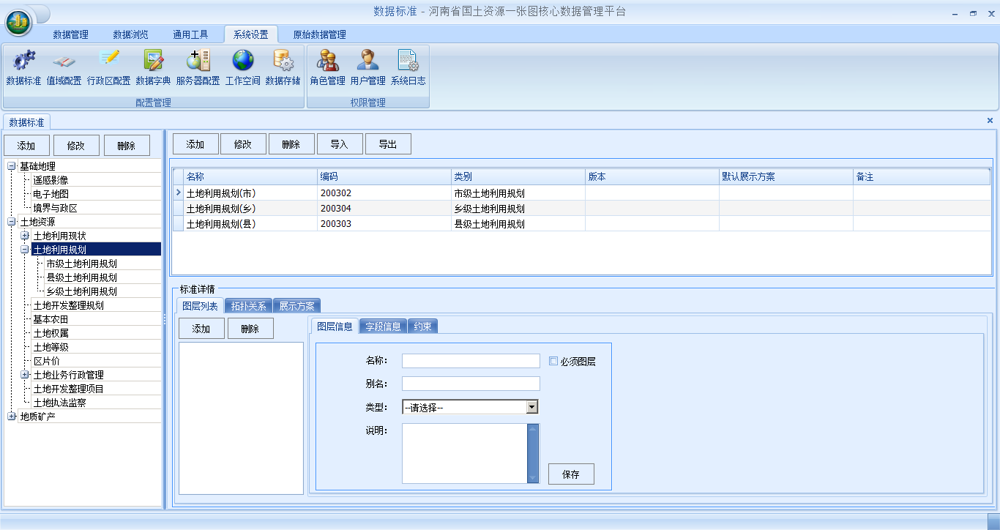 数据标准 - 河南省国土资源一张图核心数据管理平台
数据管理 数据浏览 通用工具 系统设置 原始数据管理
数据标准 值域配置 行政区配置 数据字典 服务器配置 工作空间 数据存储 角色管理 用户管理 系统日志
配置管理 权限管理
数据标准
添加 修改 删除
基础地理
遥感影像
电子地图
境界与政区
土地资源
土地利用现状
土地利用规划
市级土地利用规划
县级土地利用规划
乡级土地利用规划
土地开发整理规划
基本农田
土地权属
土地等级
区片价
土地业务行政管理
土地开发整理项目
土地执法监察
地质矿产
添加 修改 删除 导入 导出
名称 编码 类别 版本 默认展示方案 备注
土地利用规划(市) 200302 市级土地利用规划
土地利用规划(乡) 200304 乡级土地利用规划
土地利用规划(县) 200303 县级土地利用规划
标准详情
图层列表 拓扑关系 展示方案
添加 删除
图层信息 字段信息 约束
名称: 必须图层
别名:
类型: --请选择--
说明:
保存